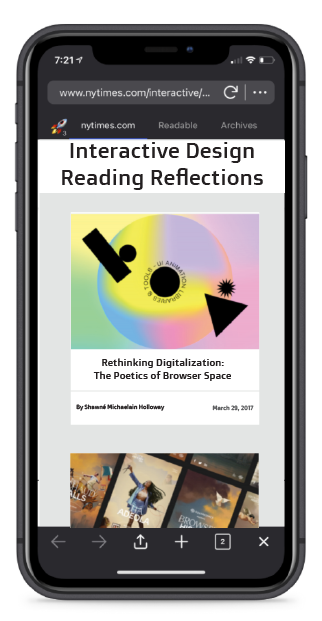 7:21
www.nytimes.com/interactive/...
3
nytimes.com Readable Archives
Interactive Design
Reading Reflections
UI ANIMATION LIBRARIES & TOOLS
Rethinking Digitalization:
The Poetics of Browser Space
By Shawné Michaelain Holloway March 29, 2017
2